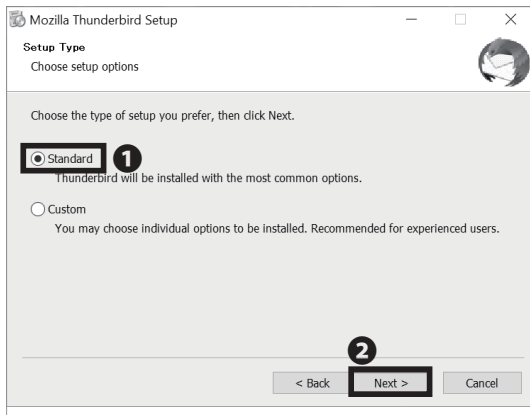 Mozilla Thunderbird Setup
Setup Type
Choose setup options
Choose the type of setup you prefer, then click Next.
Standard 1
Thunderbird will be installed with the most common options.
Custom
You may choose individual options to be installed. Recommended for experienced users.
2
< Back Next > Cancel